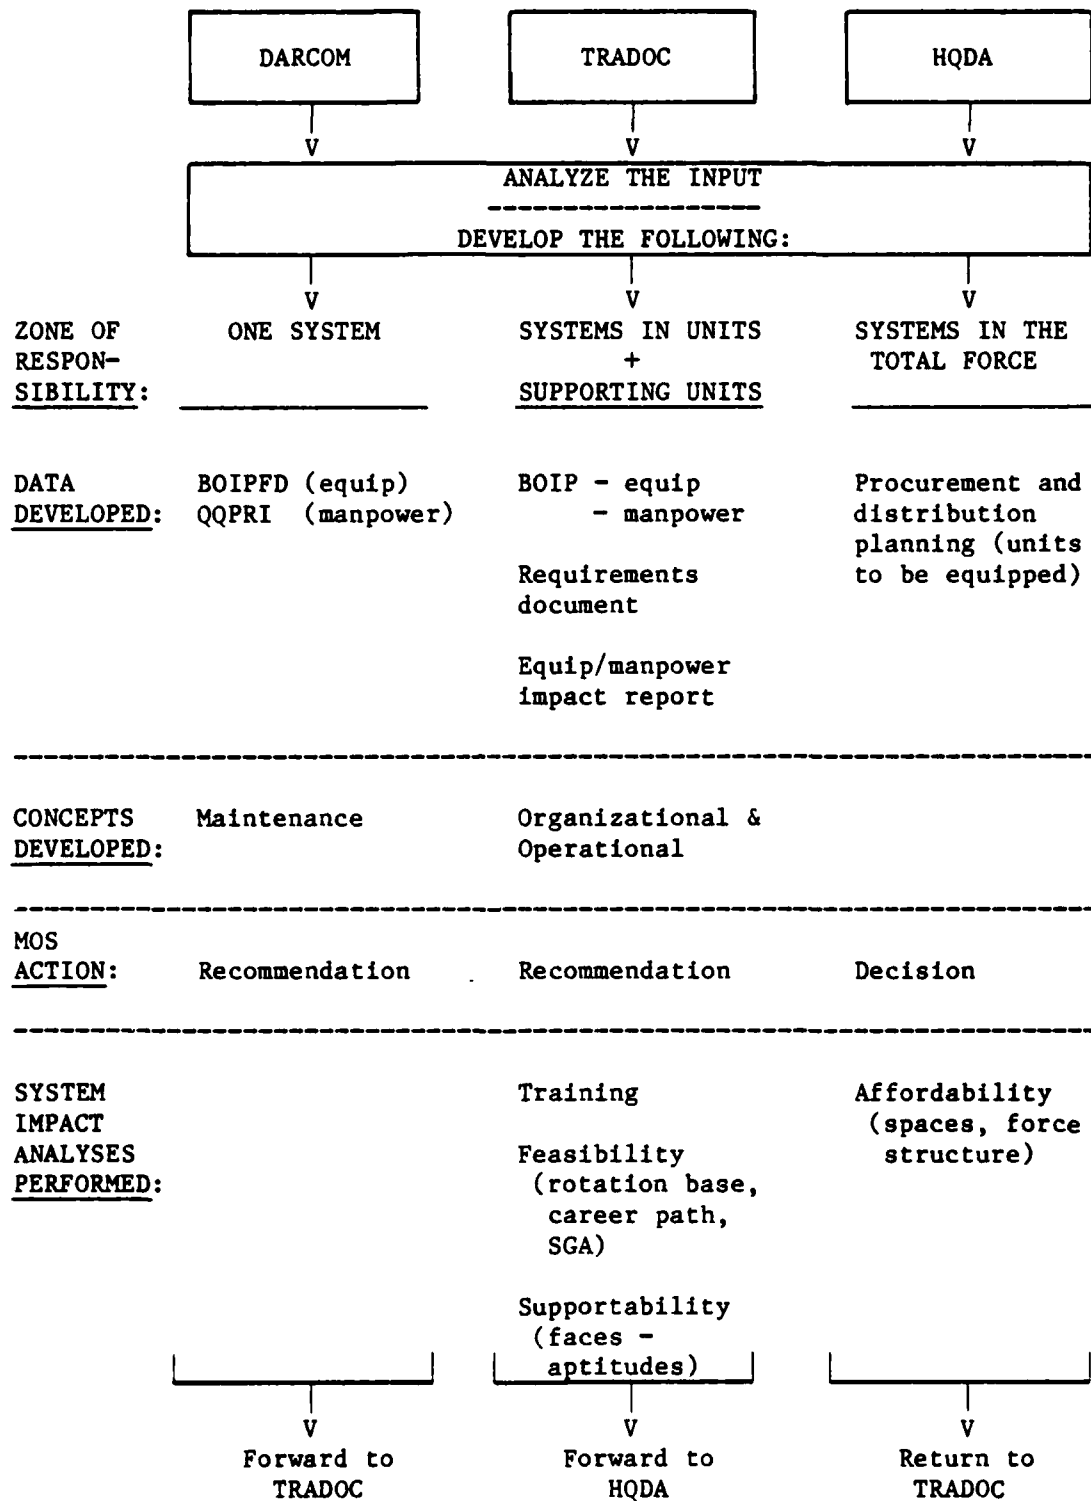 DARCOM TRADOC HQDA
V V V
ANALYZE THE INPUT
DEVELOP THE FOLLOWING:
V V V
ZONE OF ONE SYSTEM SYSTEMS IN UNITS SYSTEMS IN THE
RESPON- + TOTAL FORCE
SIBILITY: SUPPORTING UNITS
DATA BOIPFD (equip) BOIP - equip Procurement and
DEVELOPED: QQPRI (manpower) - manpower distribution
planning (units
Requirements to be equipped)
document
Equip/manpower
impact report
CONCEPTS Maintenance Organizational &
DEVELOPED: Operational
MOS
ACTION: Recommendation Recommendation Decision
SYSTEM Training Affordability
IMPACT (spaces, force
ANALYSES Feasibility structure)
PERFORMED: (rotation base,
career path,
SGA)
Supportability
(faces -
aptitudes)
V V V
Forward to Forward to Return to
TRADOC HQDA TRADOC